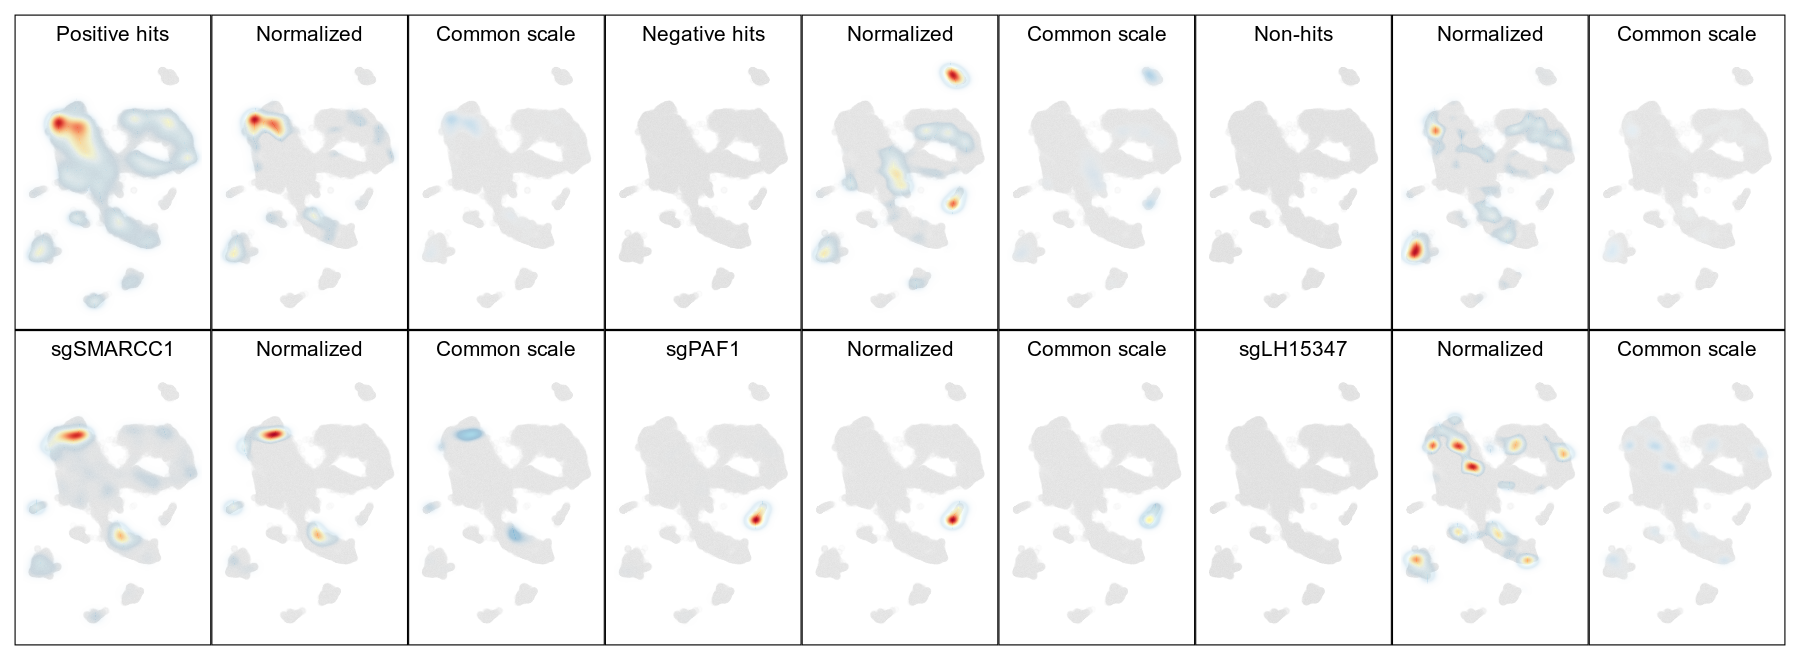 Positive hits
Normalized
Common scale
Negative hits
Normalized
Common scale
Non-hits
Normalized
Common scale
sgSMARCC1
Normalized
Common scale
sgPAF1
Normalized
Common scale
sgLH15347
Normalized
Common scale